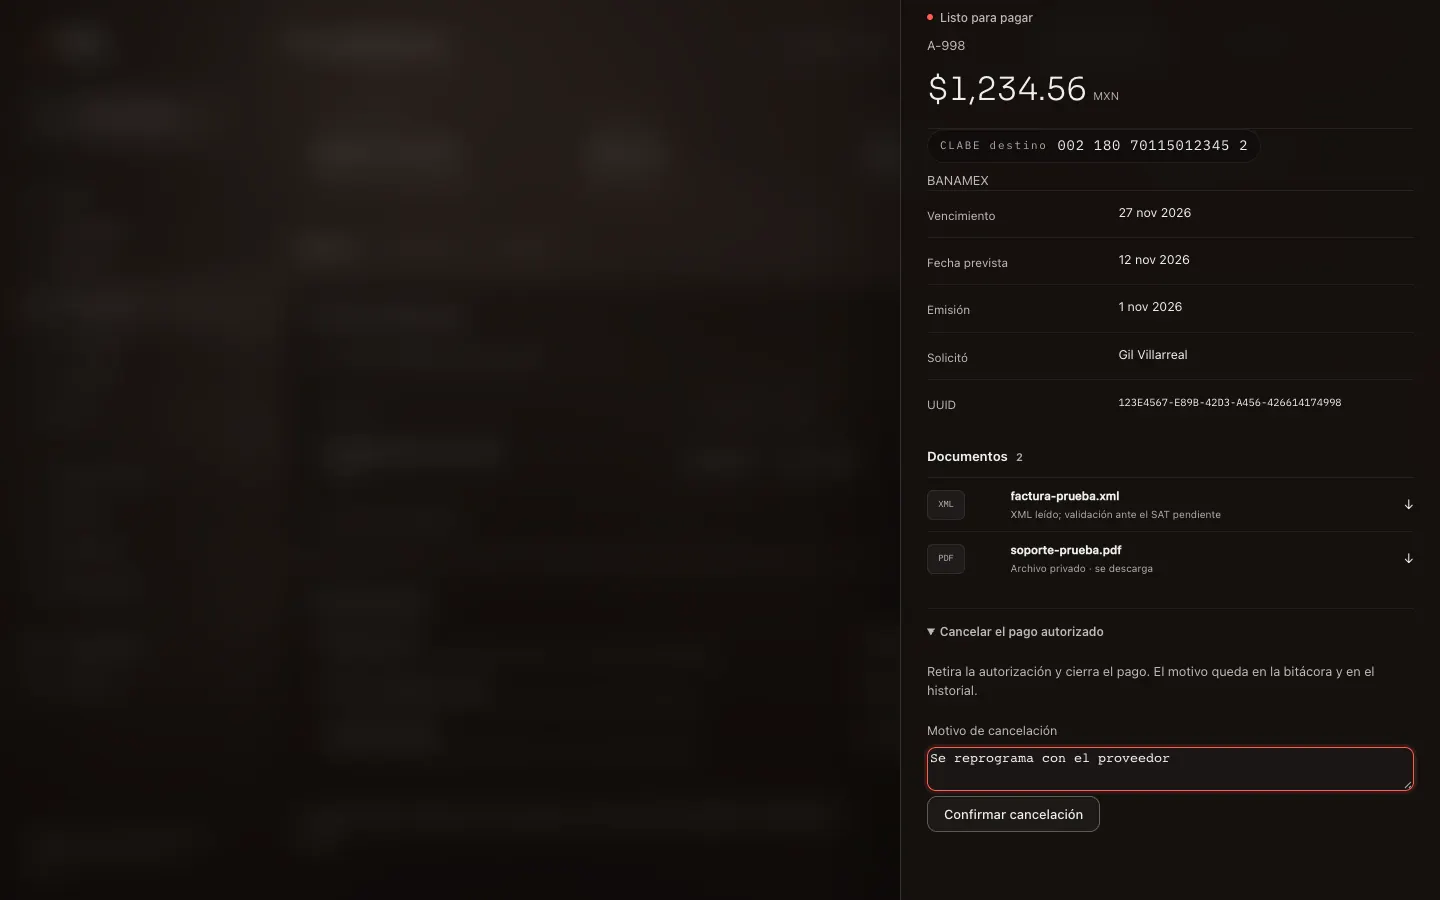 Listo para pagar
A-998
$1,234.56 MXN
CLABE destino 002 180 70115012345 2
BANAMEX
Vencimiento 27 nov 2026
Fecha prevista 12 nov 2026
Emisión 1 nov 2026
Solicitó Gil Villarreal
UUID 123E4567-E89B-42D3-A456-426614174998
Documentos 2
XML factura-prueba.xml
XML leído; validación ante el SAT pendiente
PDF soporte-prueba.pdf
Archivo privado · se descarga
Cancelar el pago autorizado
Retira la autorización y cierra el pago. El motivo queda en la bitácora y en el
historial.
Motivo de cancelación
Se reprograma con el proveedor
Confirmar cancelación